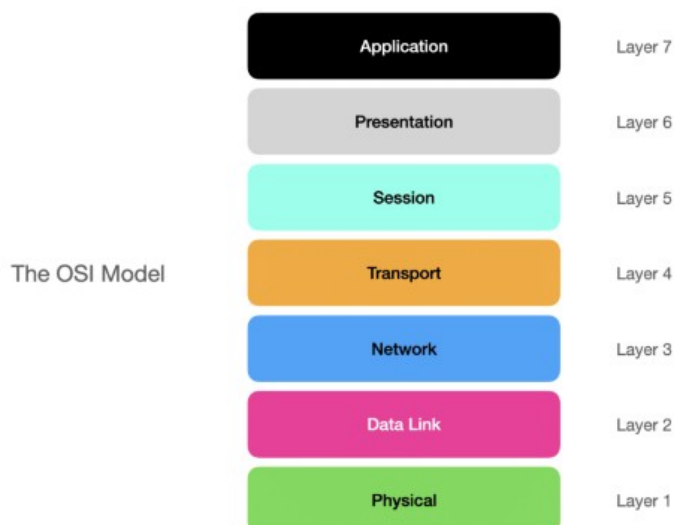 Application Layer 7
Presentation Layer 6
Session Layer 5
The OSI Model Transport Layer 4
Network Layer 3
Data Link Layer 2
Physical Layer 1